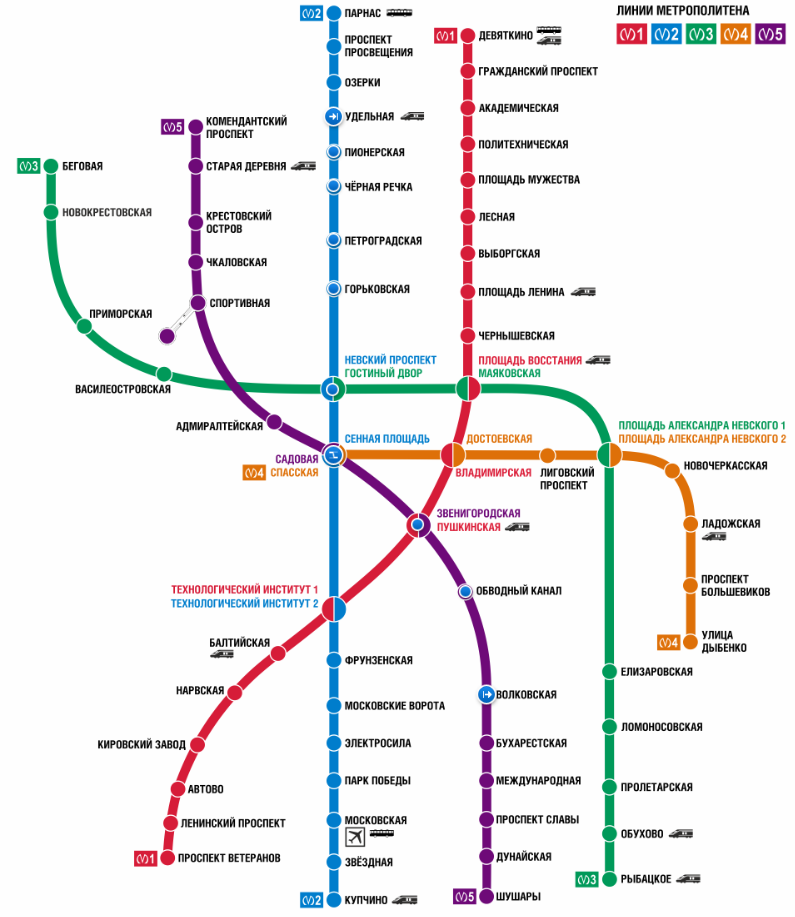 ЛИНИИ МЕТРОПОЛИТЕНА
1
2
3
4
5
2
ПАРНАС
ПРОСПЕКТ
ПРОСВЕЩЕНИЯ
ОЗЕРКИ
УДЕЛЬНАЯ
ПИОНЕРСКАЯ
ЧЁРНАЯ РЕЧКА
ПЕТРОГРАДСКАЯ
ГОРЬКОВСКАЯ
НЕВСКИЙ ПРОСПЕКТ
ГОСТИНЫЙ ДВОР
СЕННАЯ ПЛОЩАДЬ
1
ДЕВЯТКИНО
ГРАЖДАНСКИЙ ПРОСПЕКТ
АКАДЕМИЧЕСКАЯ
ПОЛИТЕХНИЧЕСКАЯ
ПЛОЩАДЬ МУЖЕСТВА
ЛЕСНАЯ
ВЫБОРГСКАЯ
ПЛОЩАДЬ ЛЕНИНА
ЧЕРНЫШЕВСКАЯ
ПЛОЩАДЬ ВОССТАНИЯ
МАЯКОВСКАЯ
5
КОМЕНДАНТСКИЙ
ПРОСПЕКТ
СТАРАЯ ДЕРЕВНЯ
КРЕСТОВСКИЙ
ОСТРОВ
ЧКАЛОВСКАЯ
СПОРТИВНАЯ
3
БЕГОВАЯ
НОВОКРЕСТОВСКАЯ
ПРИМОРСКАЯ
ВАСИЛЕОСТРОВСКАЯ
АДМИРАЛТЕЙСКАЯ
САДОВАЯ
4
СПАССКАЯ
ДОСТОЕВСКАЯ
ВЛАДИМИРСКАЯ
ЛИГОВСКИЙ
ПРОСПЕКТ
ПЛОЩАДЬ АЛЕКСАНДРА НЕВСКОГО 1
ПЛОЩАДЬ АЛЕКСАНДРА НЕВСКОГО 2
НОВОЧЕРКАССКАЯ
ЛАДОЖСКАЯ
ПРОСПЕКТ
БОЛЬШЕВИКОВ
4
УЛИЦА
ДЫБЕНКО
ЗВЕНИГОРОДСКАЯ
ПУШКИНСКАЯ
ОБВОДНЫЙ КАНАЛ
ВОЛКОВСКАЯ
БУХАРЕСТСКАЯ
МЕЖДУНАРОДНАЯ
ПРОСПЕКТ СЛАВЫ
ДУНАЙСКАЯ
5
ШУШАРЫ
ТЕХНОЛОГИЧЕСКИЙ ИНСТИТУТ 1
ТЕХНОЛОГИЧЕСКИЙ ИНСТИТУТ 2
БАЛТИЙСКАЯ
НАРВСКАЯ
КИРОВСКИЙ ЗАВОД
АВТОВО
ЛЕНИНСКИЙ ПРОСПЕКТ
1
ПРОСПЕКТ ВЕТЕРАНОВ
ФРУНЗЕНСКАЯ
МОСКОВСКИЕ ВОРОТА
ЭЛЕКТРОСИЛА
ПАРК ПОБЕДЫ
МОСКОВСКАЯ
ЗВЁЗДНАЯ
2
КУПЧИНО
ЕЛИЗАРОВСКАЯ
ЛОМОНОСОВСКАЯ
ПРОЛЕТАРСКАЯ
ОБУХОВО
3
РЫБАЦКОЕ